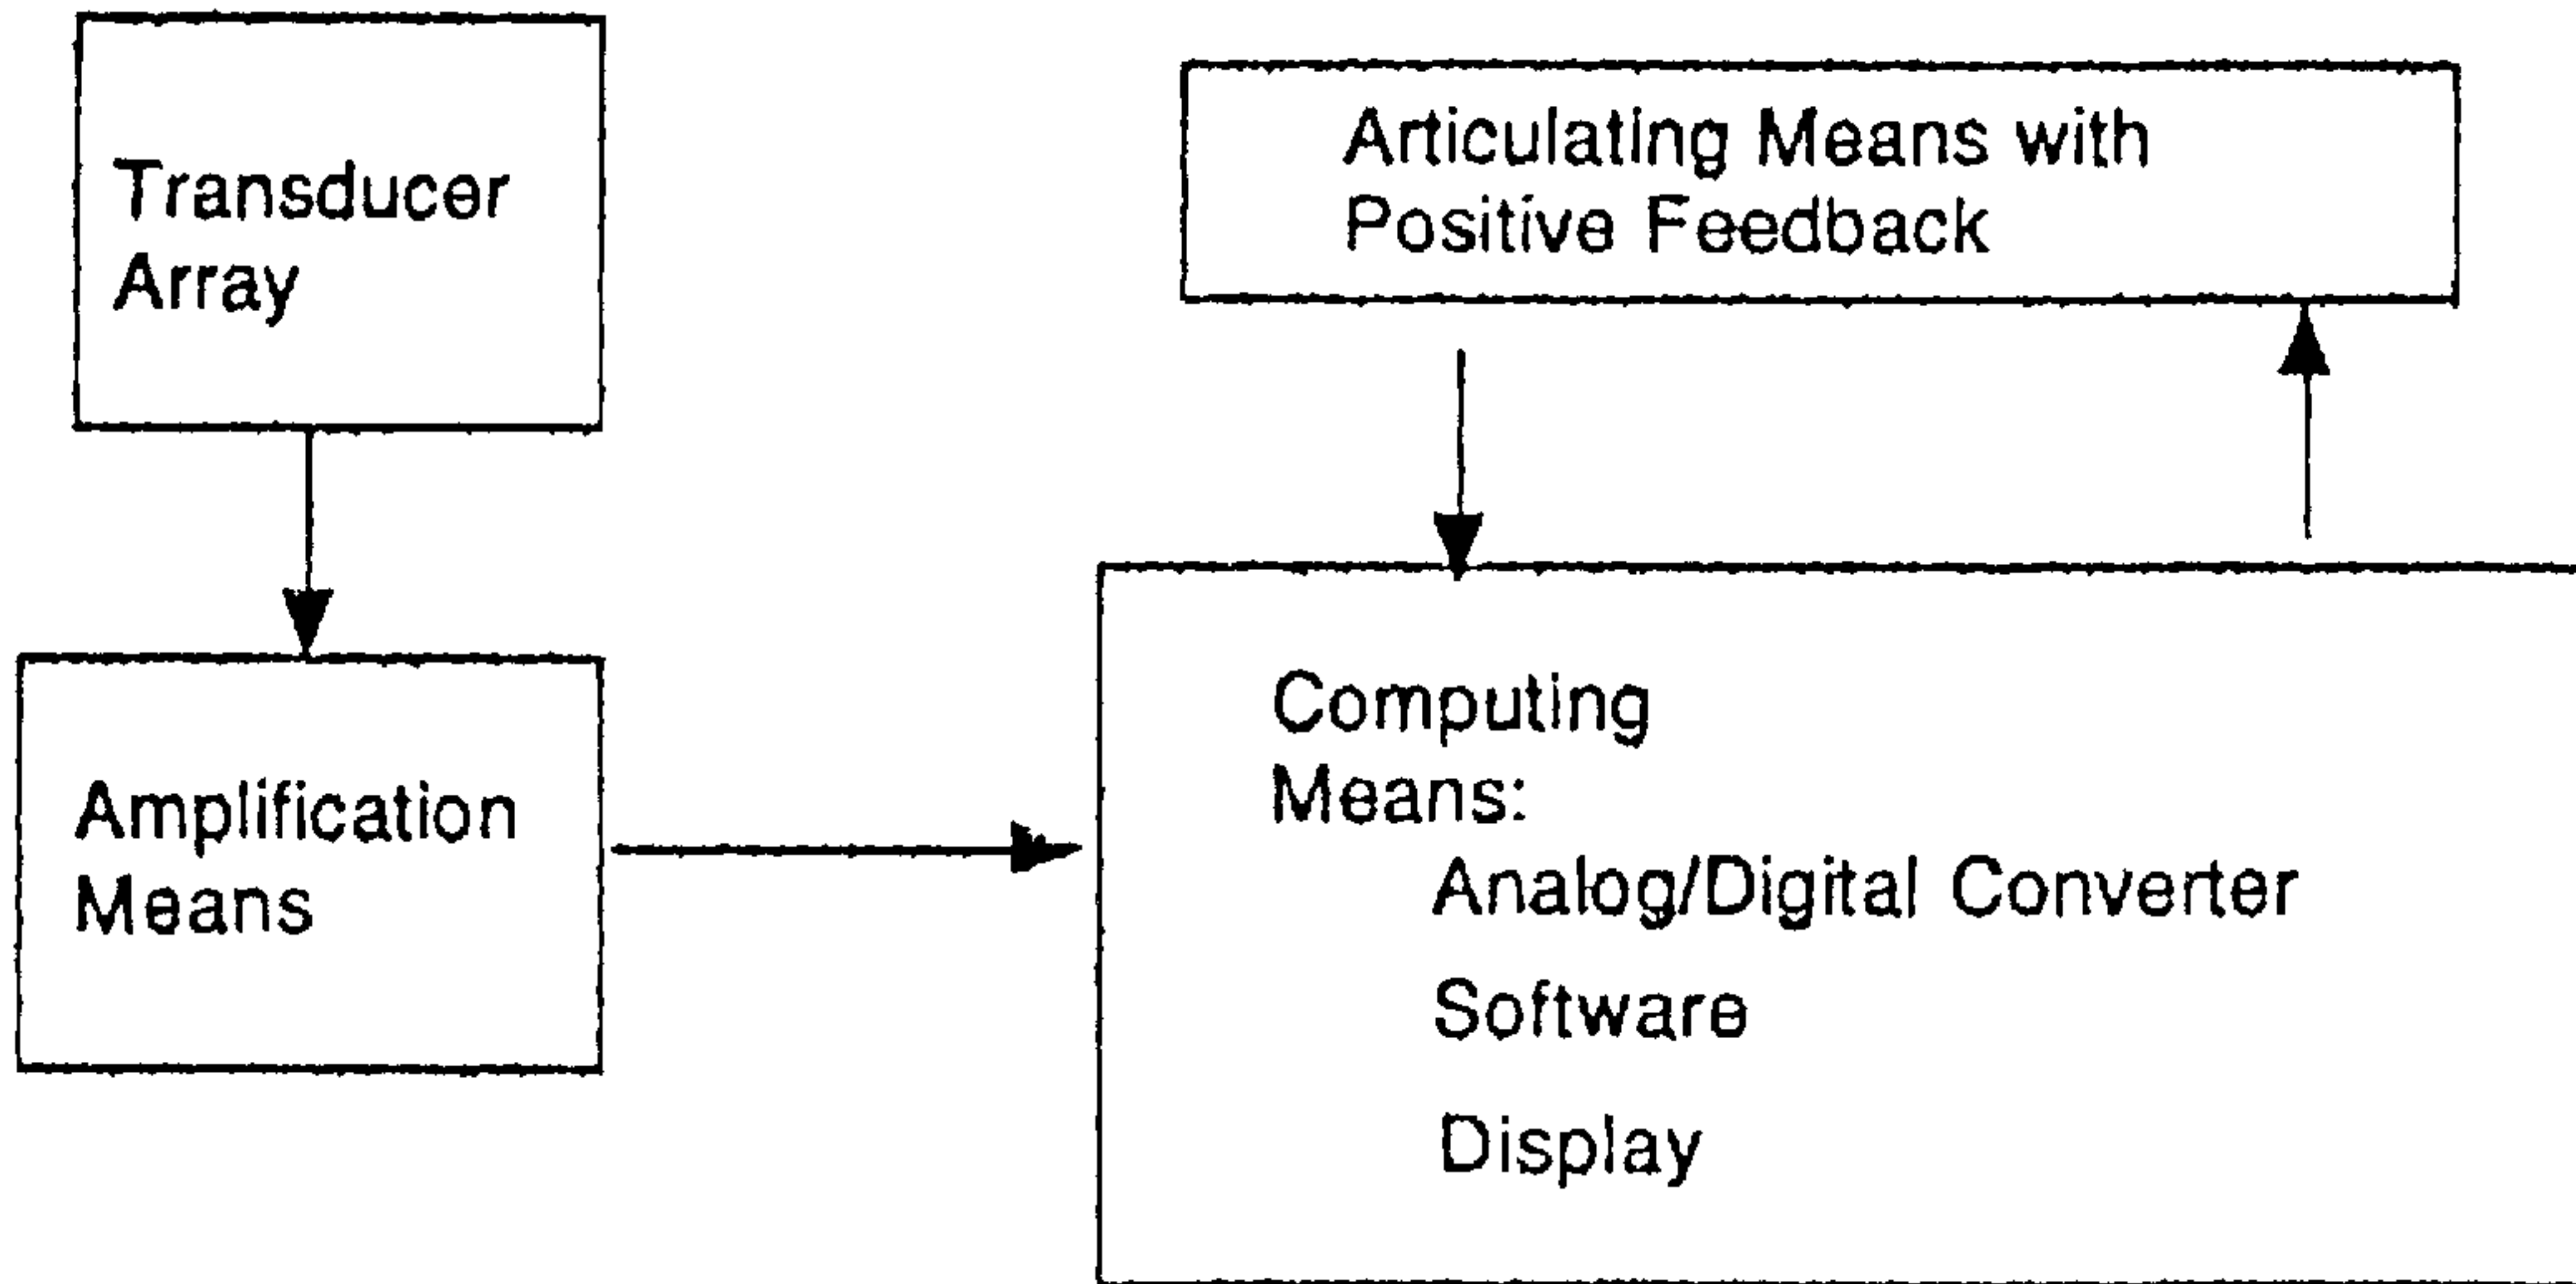 Transducer
Array
Articulating Means with
Positive Feedback
Amplification
Means
Computing
Means:
Analog/Digital Converter
Software
Display